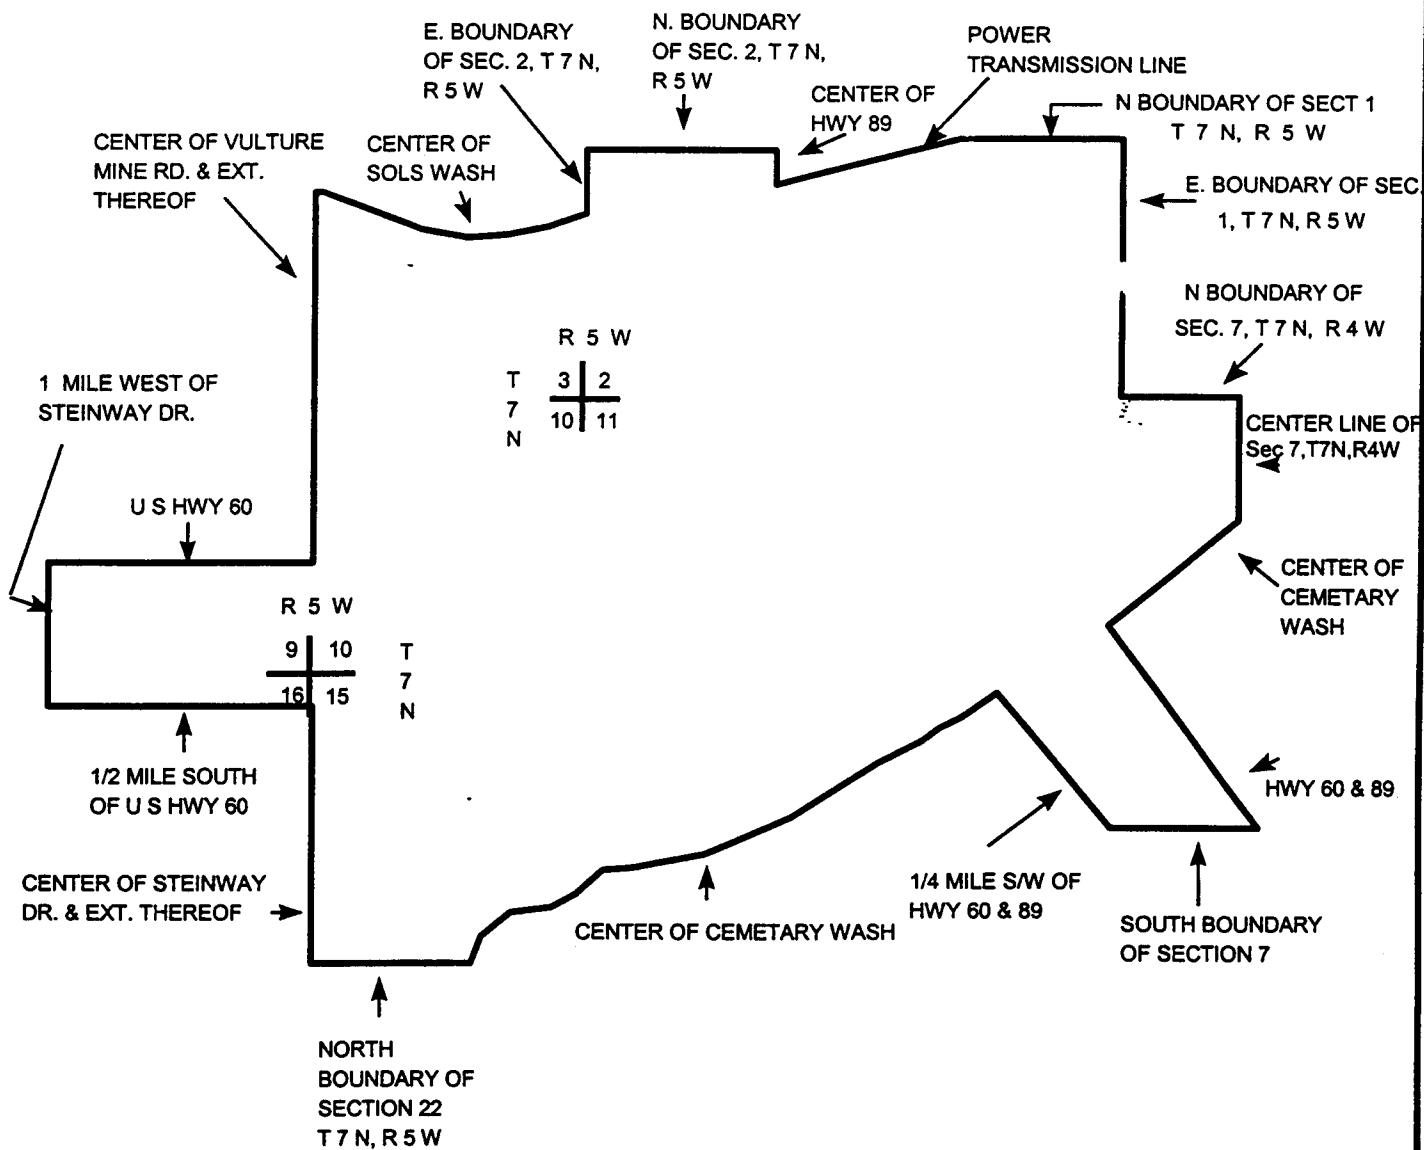 E. BOUNDARY
OF SEC. 2, T 7 N,
R 5 W
N. BOUNDARY
OF SEC. 2, T 7 N,
R 5 W
POWER
TRANSMISSION LINE
CENTER OF
HWY 89
N BOUNDARY OF SECT 1
T 7 N, R 5 W
CENTER OF VULTURE
MINE RD. & EXT.
THEREOF
CENTER OF
SOLS WASH
E. BOUNDARY OF SEC.
1, T 7 N, R 5 W
N BOUNDARY OF
SEC. 7, T 7 N, R 4 W
R 5 W
T
7
N
3 2
10 11
1 MILE WEST OF
STEINWAY DR.
CENTER LINE OF
Sec 7,T7N,R4W
U S HWY 60
CENTER OF
CEMETARY
WASH
R 5 W
9 10
16 15
T
7
N
1/2 MILE SOUTH
OF U S HWY 60
HWY 60 & 89
CENTER OF STEINWAY
DR. & EXT. THEREOF
CENTER OF CEMETARY WASH
1/4 MILE S/W OF
HWY 60 & 89
SOUTH BOUNDARY
OF SECTION 7
NORTH
BOUNDARY OF
SECTION 22
T 7 N, R 5 W